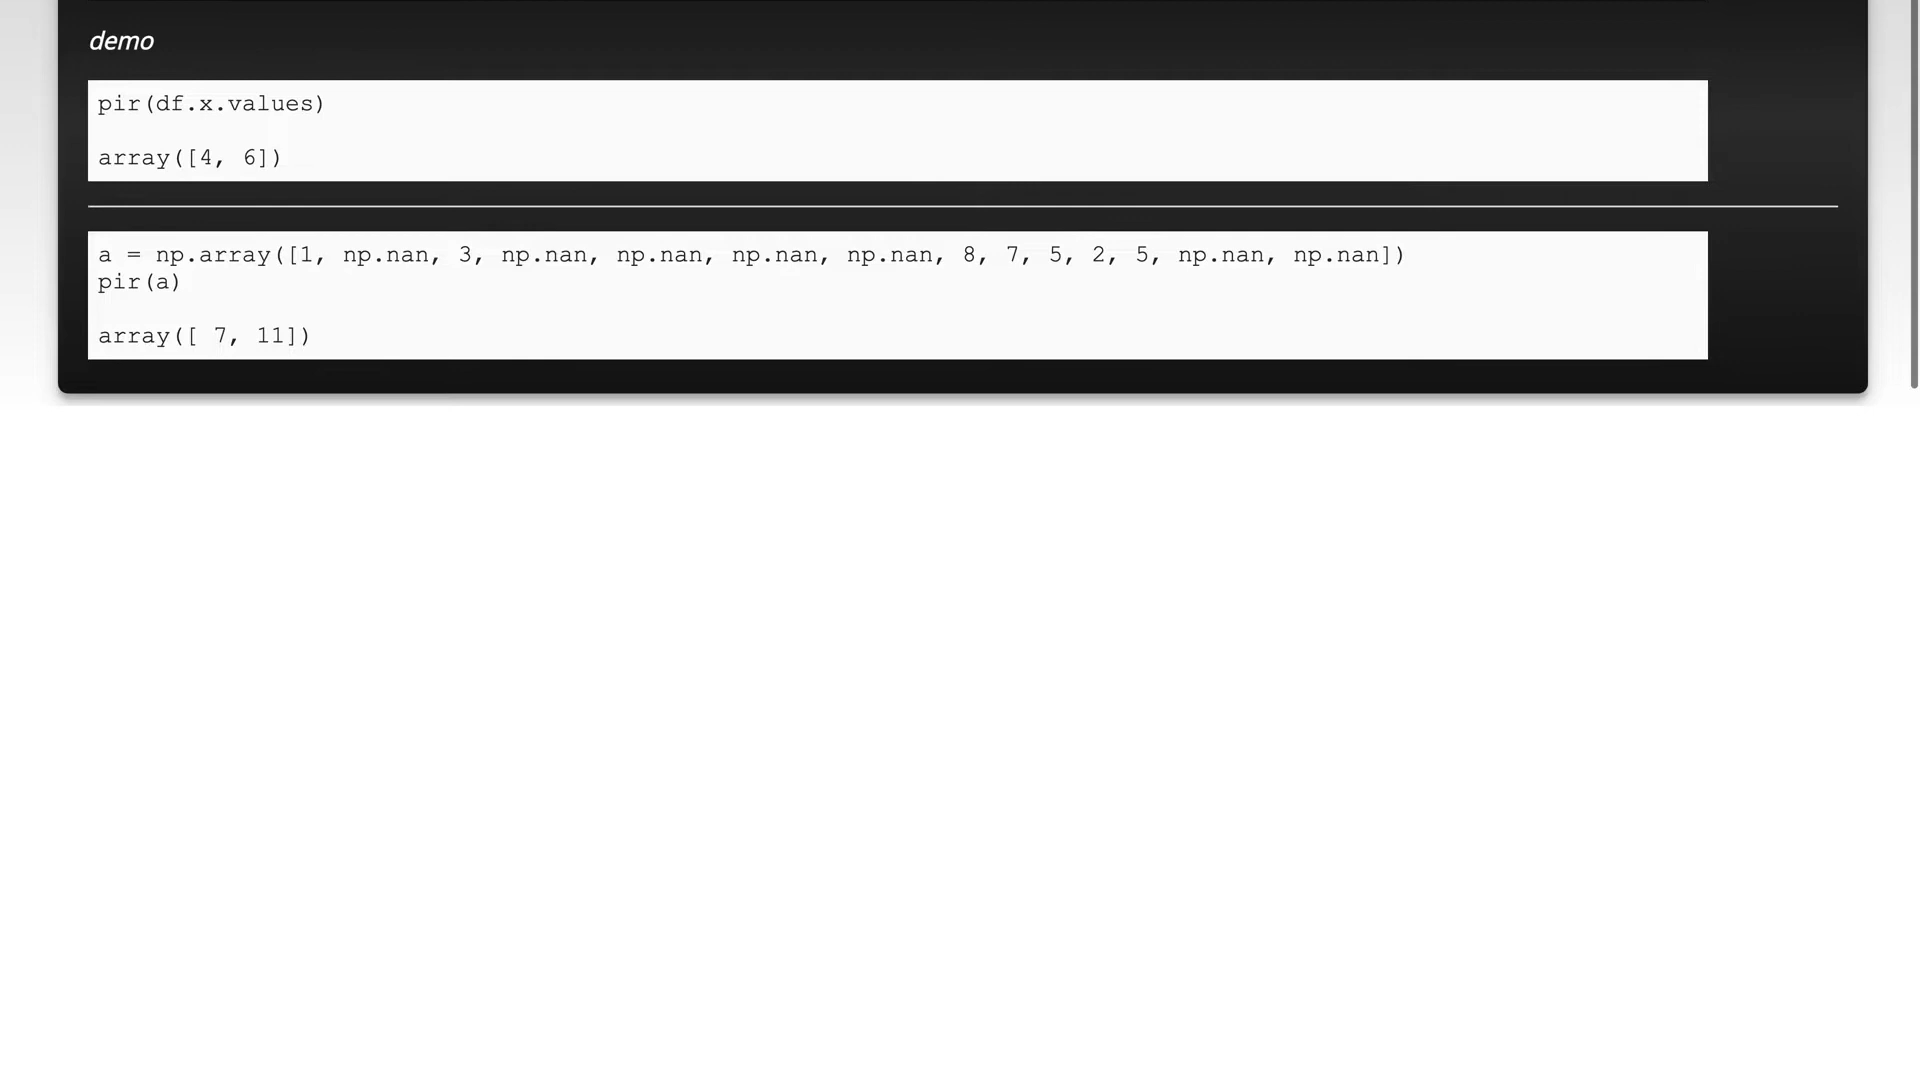 demo
pir(df.x.values)
array([4, 6])
a = np.array([1, np.nan, 3, np.nan, np.nan, np.nan, np.nan, 8, 7, 5, 2, 5, np.nan, np.nan])
pir(a)
array([ 7, 11])